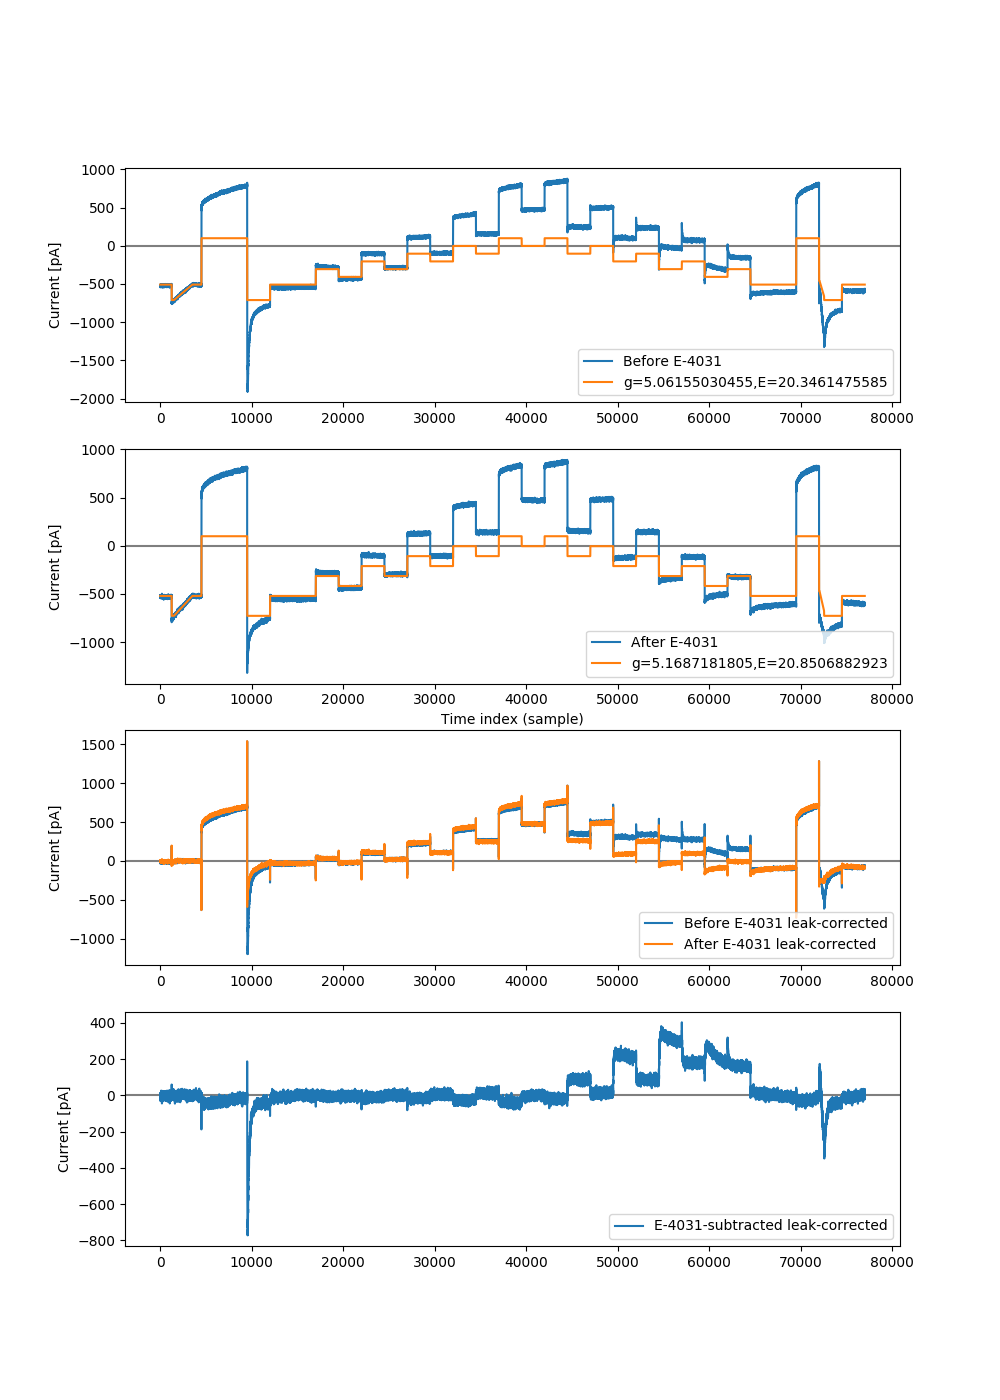 1000
500
0
−500
−1000
−1500
−2000
Current [pA]
Before E-4031
g=5.06155030455,E=20.3461475585
0 10000 20000 30000 40000 50000 60000 70000 80000
1000
500
0
−500
−1000
Current [pA]
After E-4031
g=5.1687181805,E=20.8506882923
0 10000 20000 30000 40000 50000 60000 70000 80000
Time index (sample)
1500
1000
500
0
−500
−1000
Current [pA]
Before E-4031 leak-corrected
After E-4031 leak-corrected
0 10000 20000 30000 40000 50000 60000 70000 80000
400
200
0
−200
−400
−600
−800
Current [pA]
E-4031-subtracted leak-corrected
0 10000 20000 30000 40000 50000 60000 70000 80000